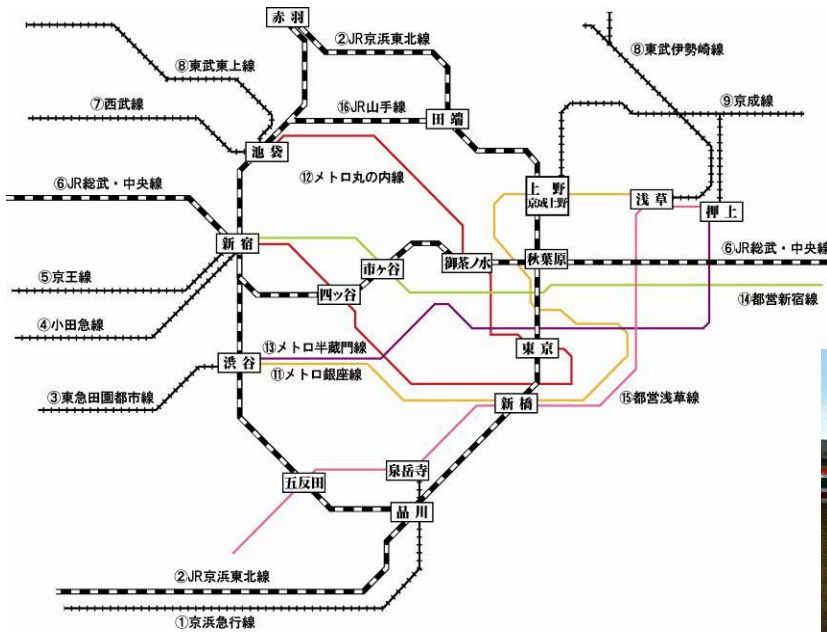 赤羽
②JR京浜東北線
⑧東武伊勢崎線
⑧東武東上線
⑦西武線
⑯JR山手線
田端
⑨京成線
池袋
⑫メトロ丸の内線
上野
京成上野
浅草
押上
⑥JR総武・中央線
新宿
市ヶ谷
御茶ノ水
秋葉原
⑥JR総武・中央線
⑤京王線
四ッ谷
⑭都営新宿線
④小田急線
⑬メトロ半蔵門線
東京
渋谷
⑪メトロ銀座線
③東急田園都市線
新橋
⑮都営浅草線
泉岳寺
五反田
品川
②JR京浜東北線
①京浜急行線